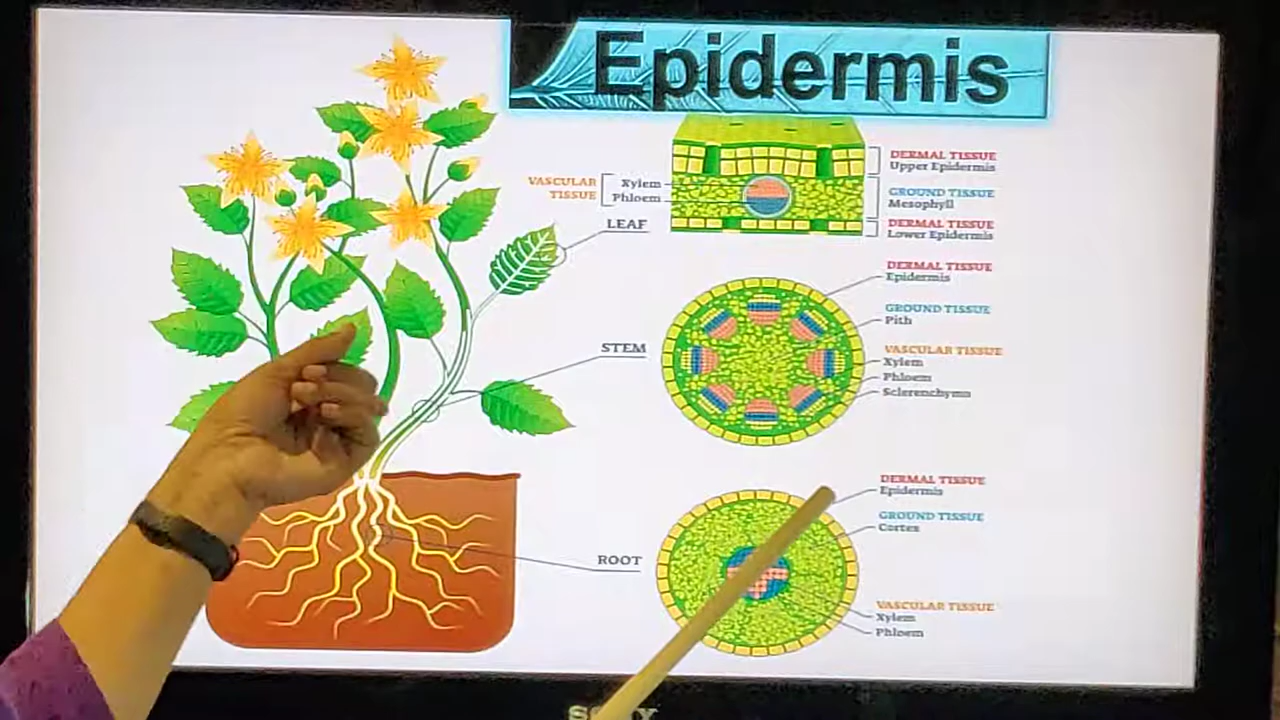 Epidermis
DERMAL TISSUE
Upper Epidermis
VASCULAR
TISSUE
Xylem
Phloem
GROUND TISSUE
Mesophyll
LEAF
DERMAL TISSUE
Lower Epidermis
DERMAL TISSUE
Epidermis
GROUND TISSUE
Pith
STEM
VASCULAR TISSUE
Xylem
Phloem
Sclerenchyma
DERMAL TISSUE
Epidermis
GROUND TISSUE
Cortex
ROOT
VASCULAR TISSUE
Xylem
Phloem